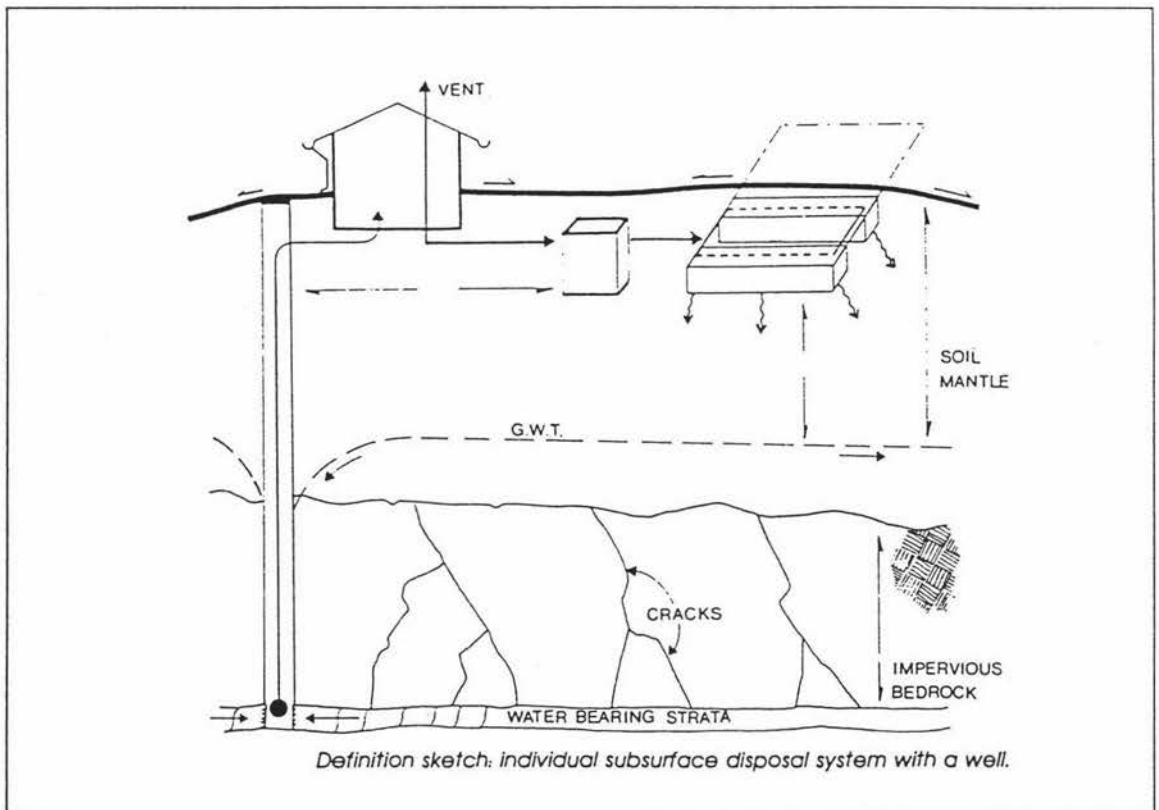 VENT
SOIL
MANTLE
G.W.T.
CRACKS
IMPERVIOUS
BEDROCK
WATER BEARING STRATA
Definition sketch: individual subsurface disposal system with a well.